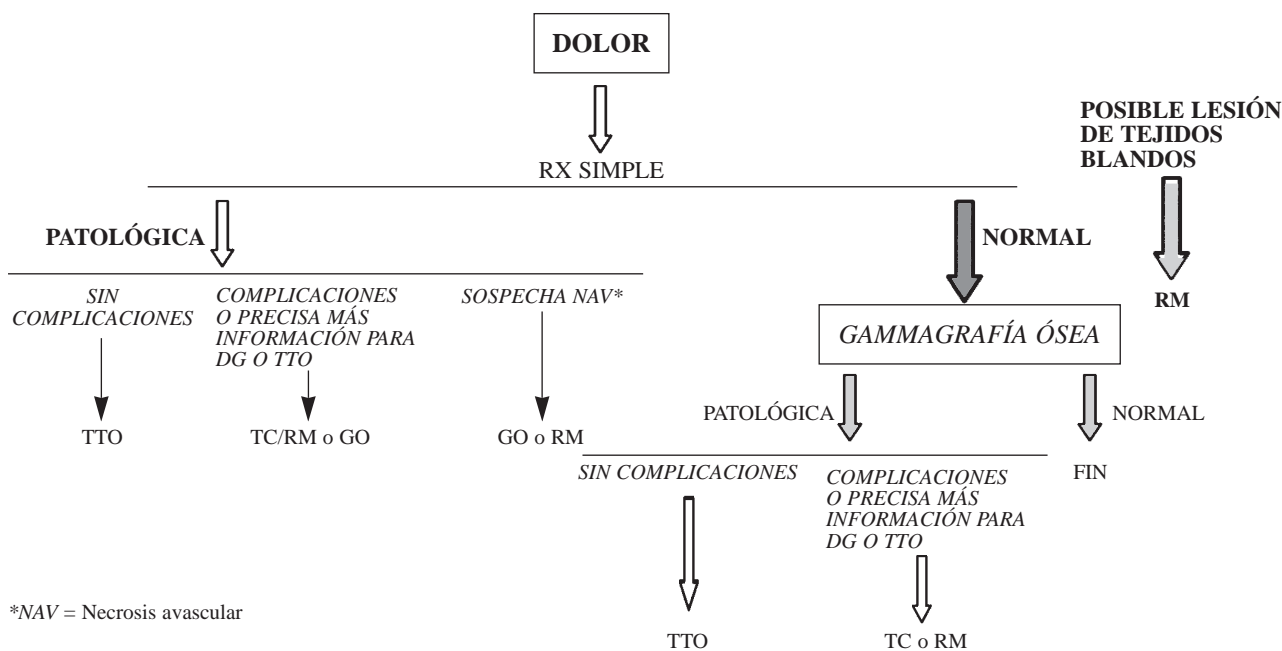 DOLOR
RX SIMPLE
POSIBLE LESIÓN
DE TEJIDOS
BLANDOS
RM
PATOLÓGICA
NORMAL
SIN
COMPLICACIONES
COMPLICACIONES
O PRECISA MÁS
INFORMACIÓN PARA
DG O TTO
SOSPECHA NAV*
TTO
TC/RM o GO
GO o RM
GAMMAGRAFÍA ÓSEA
PATOLÓGICA
NORMAL
SIN COMPLICACIONES
COMPLICACIONES
O PRECISA MÁS
INFORMACIÓN PARA
DG O TTO
FIN
TTO
TC o RM
*NAV = Necrosis avascular